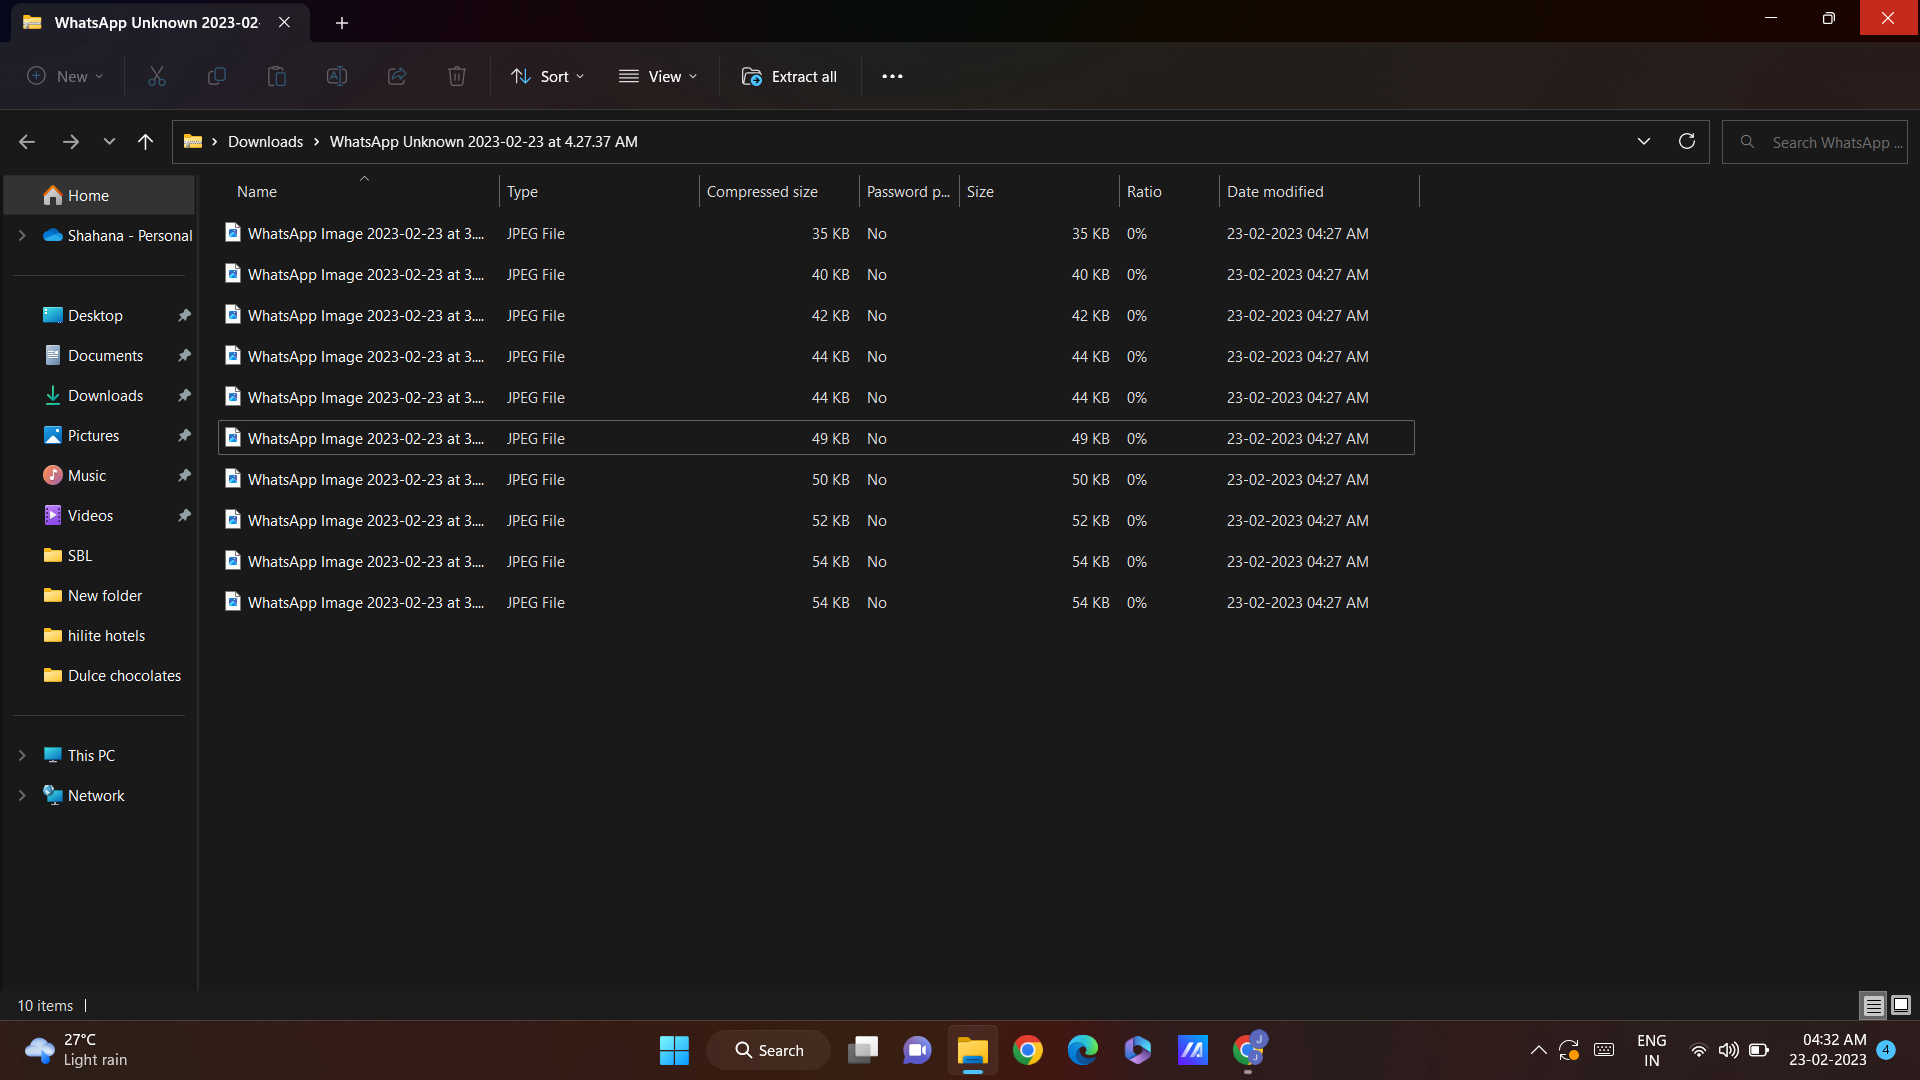 WhatsApp Unknown 2023-02-
New
Sort
View
Extract all
Downloads > WhatsApp Unknown 2023-02-23 at 4.27.37 AM
Search WhatsApp ...
Name Type Compressed size Password p... Size Ratio Date modified
WhatsApp Image 2023-02-23 at 3.... JPEG File 35 KB No 35 KB 0% 23-02-2023 04:27 AM
WhatsApp Image 2023-02-23 at 3.... JPEG File 40 KB No 40 KB 0% 23-02-2023 04:27 AM
WhatsApp Image 2023-02-23 at 3.... JPEG File 42 KB No 42 KB 0% 23-02-2023 04:27 AM
WhatsApp Image 2023-02-23 at 3.... JPEG File 44 KB No 44 KB 0% 23-02-2023 04:27 AM
WhatsApp Image 2023-02-23 at 3.... JPEG File 44 KB No 44 KB 0% 23-02-2023 04:27 AM
WhatsApp Image 2023-02-23 at 3.... JPEG File 49 KB No 49 KB 0% 23-02-2023 04:27 AM
WhatsApp Image 2023-02-23 at 3.... JPEG File 50 KB No 50 KB 0% 23-02-2023 04:27 AM
WhatsApp Image 2023-02-23 at 3.... JPEG File 52 KB No 52 KB 0% 23-02-2023 04:27 AM
WhatsApp Image 2023-02-23 at 3.... JPEG File 54 KB No 54 KB 0% 23-02-2023 04:27 AM
WhatsApp Image 2023-02-23 at 3.... JPEG File 54 KB No 54 KB 0% 23-02-2023 04:27 AM
Home
Shahana - Personal
Desktop
Documents
Downloads
Pictures
Music
Videos
SBL
New folder
hilite hotels
Dulce chocolates
This PC
Network
10 items
27°C
Light rain
Search
J
J
ENG
IN
04:32 AM
23-02-2023
4